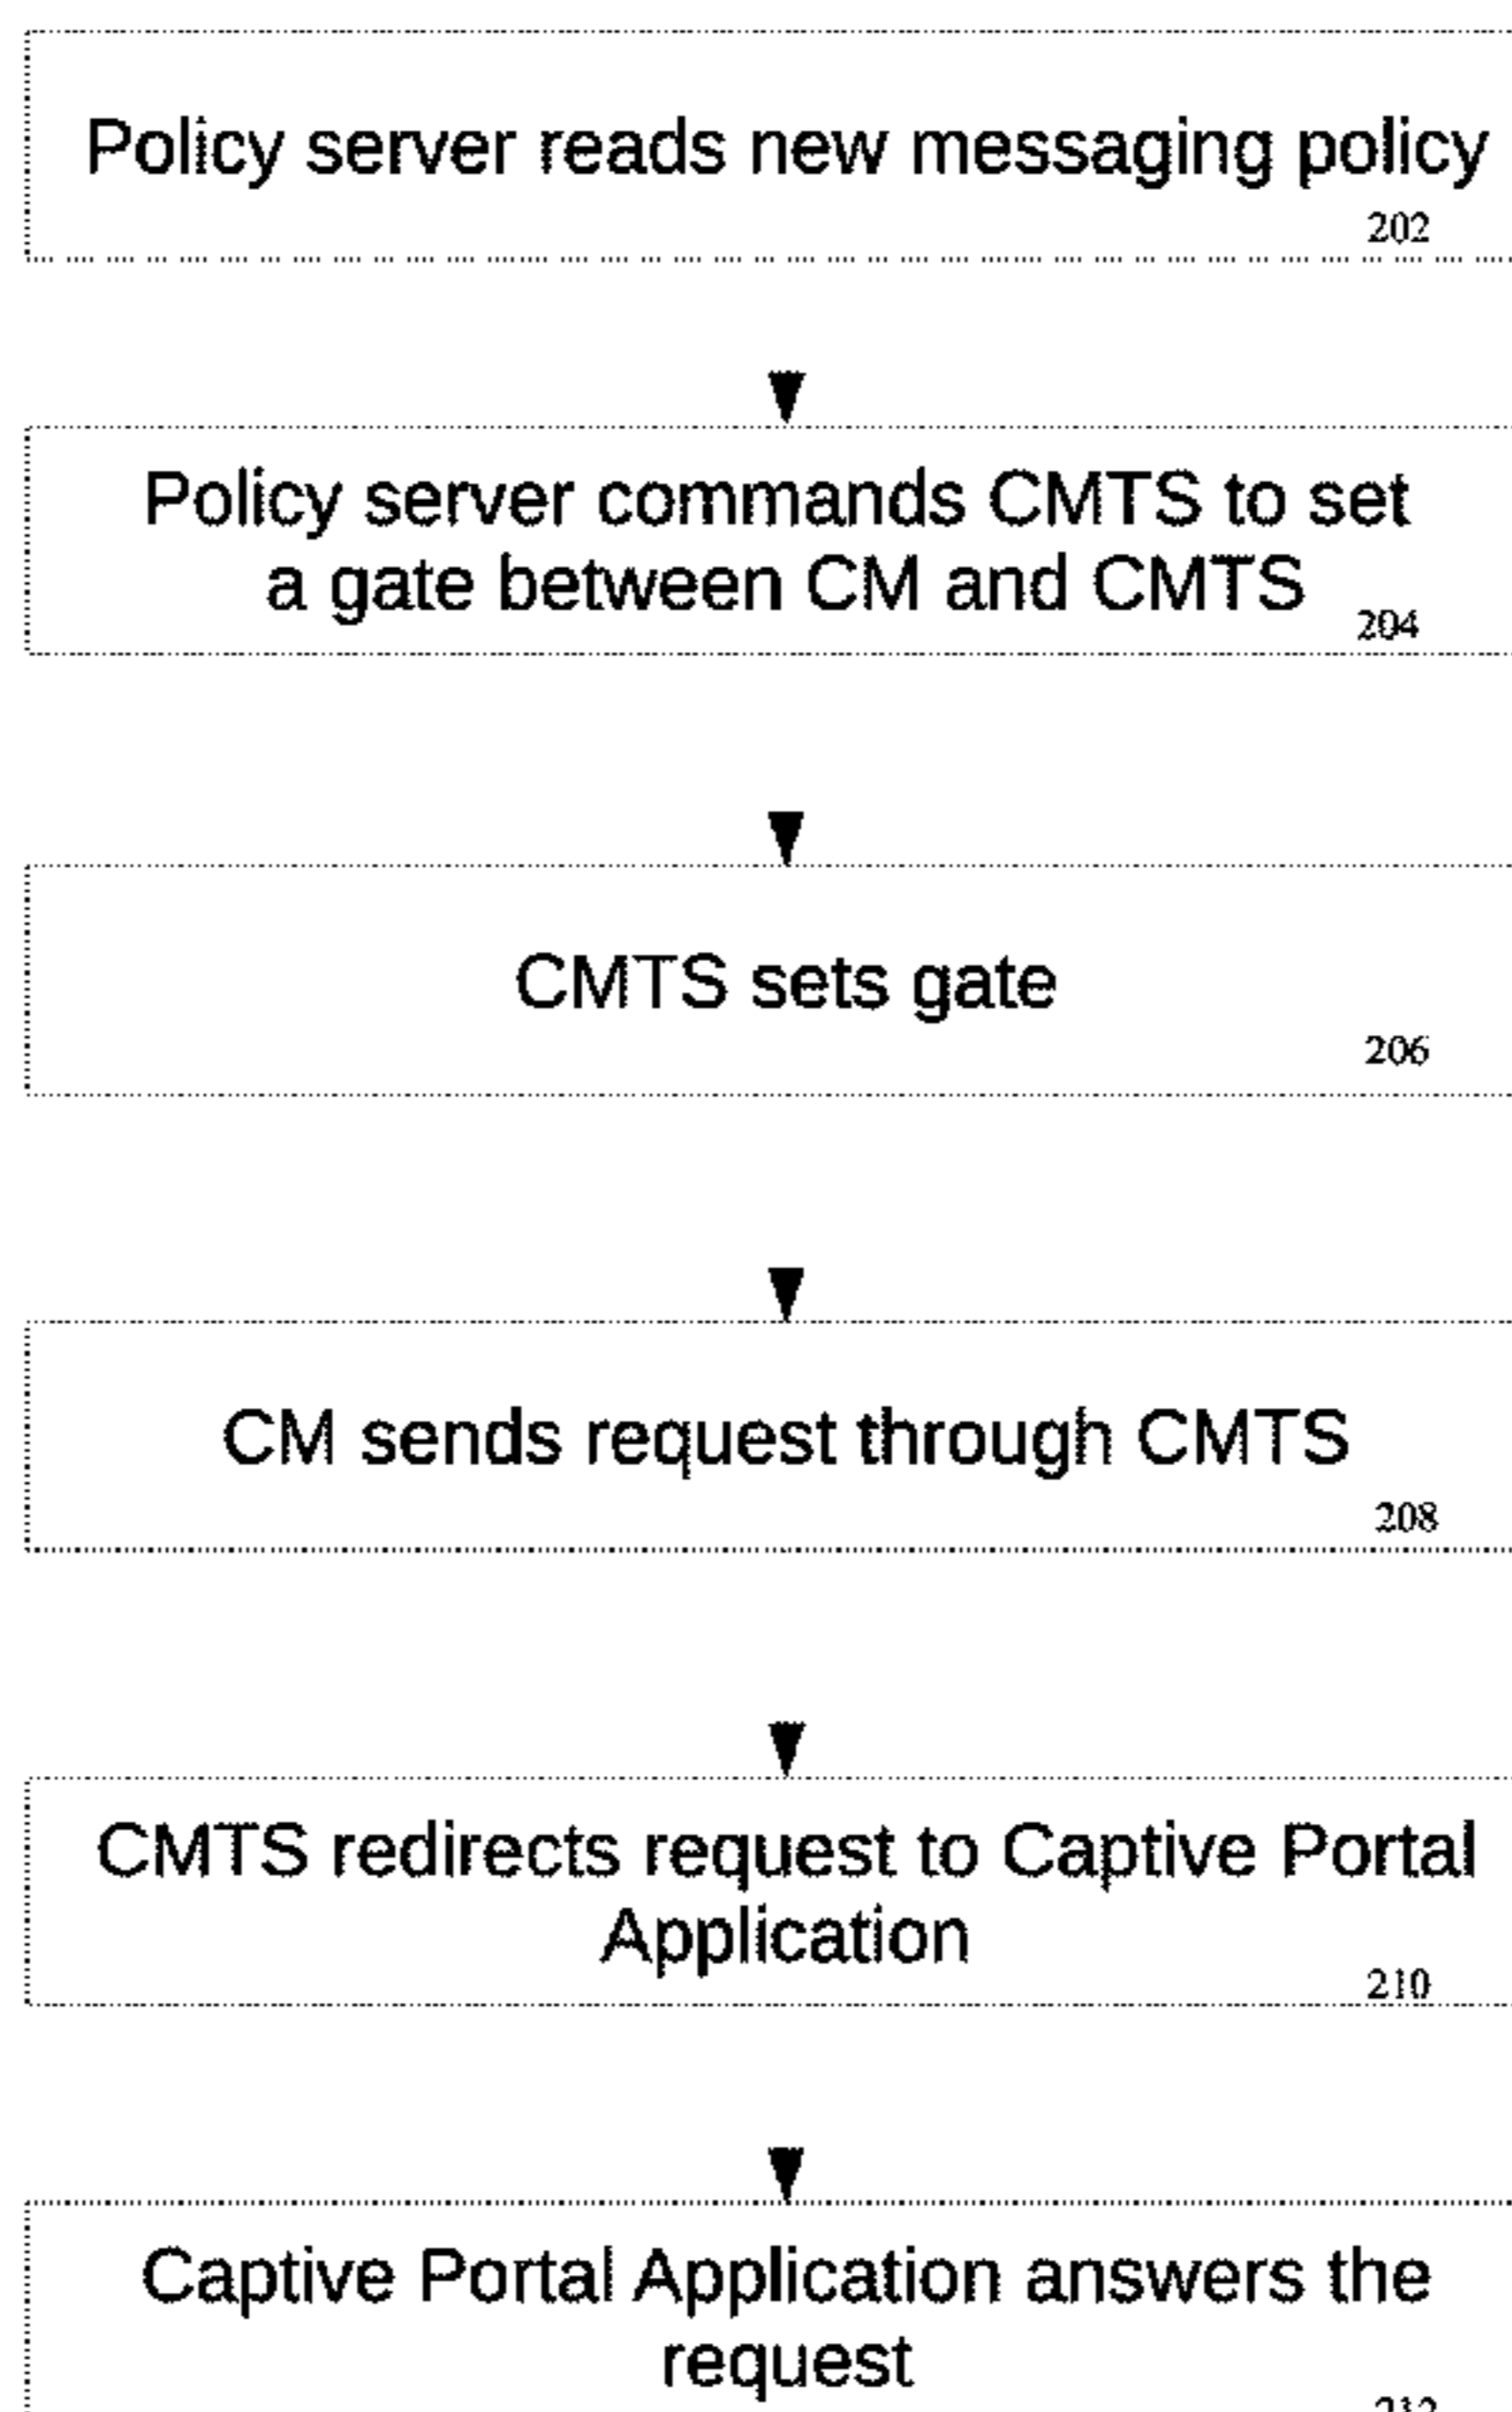 Policy server reads new messaging policy
202
Policy server commands CMTS to set
a gate between CM and CMTS
204
CMTS sets gate
206
CM sends request through CMTS
208
CMTS redirects request to Captive Portal
Application
210
Captive Portal Application answers the
request